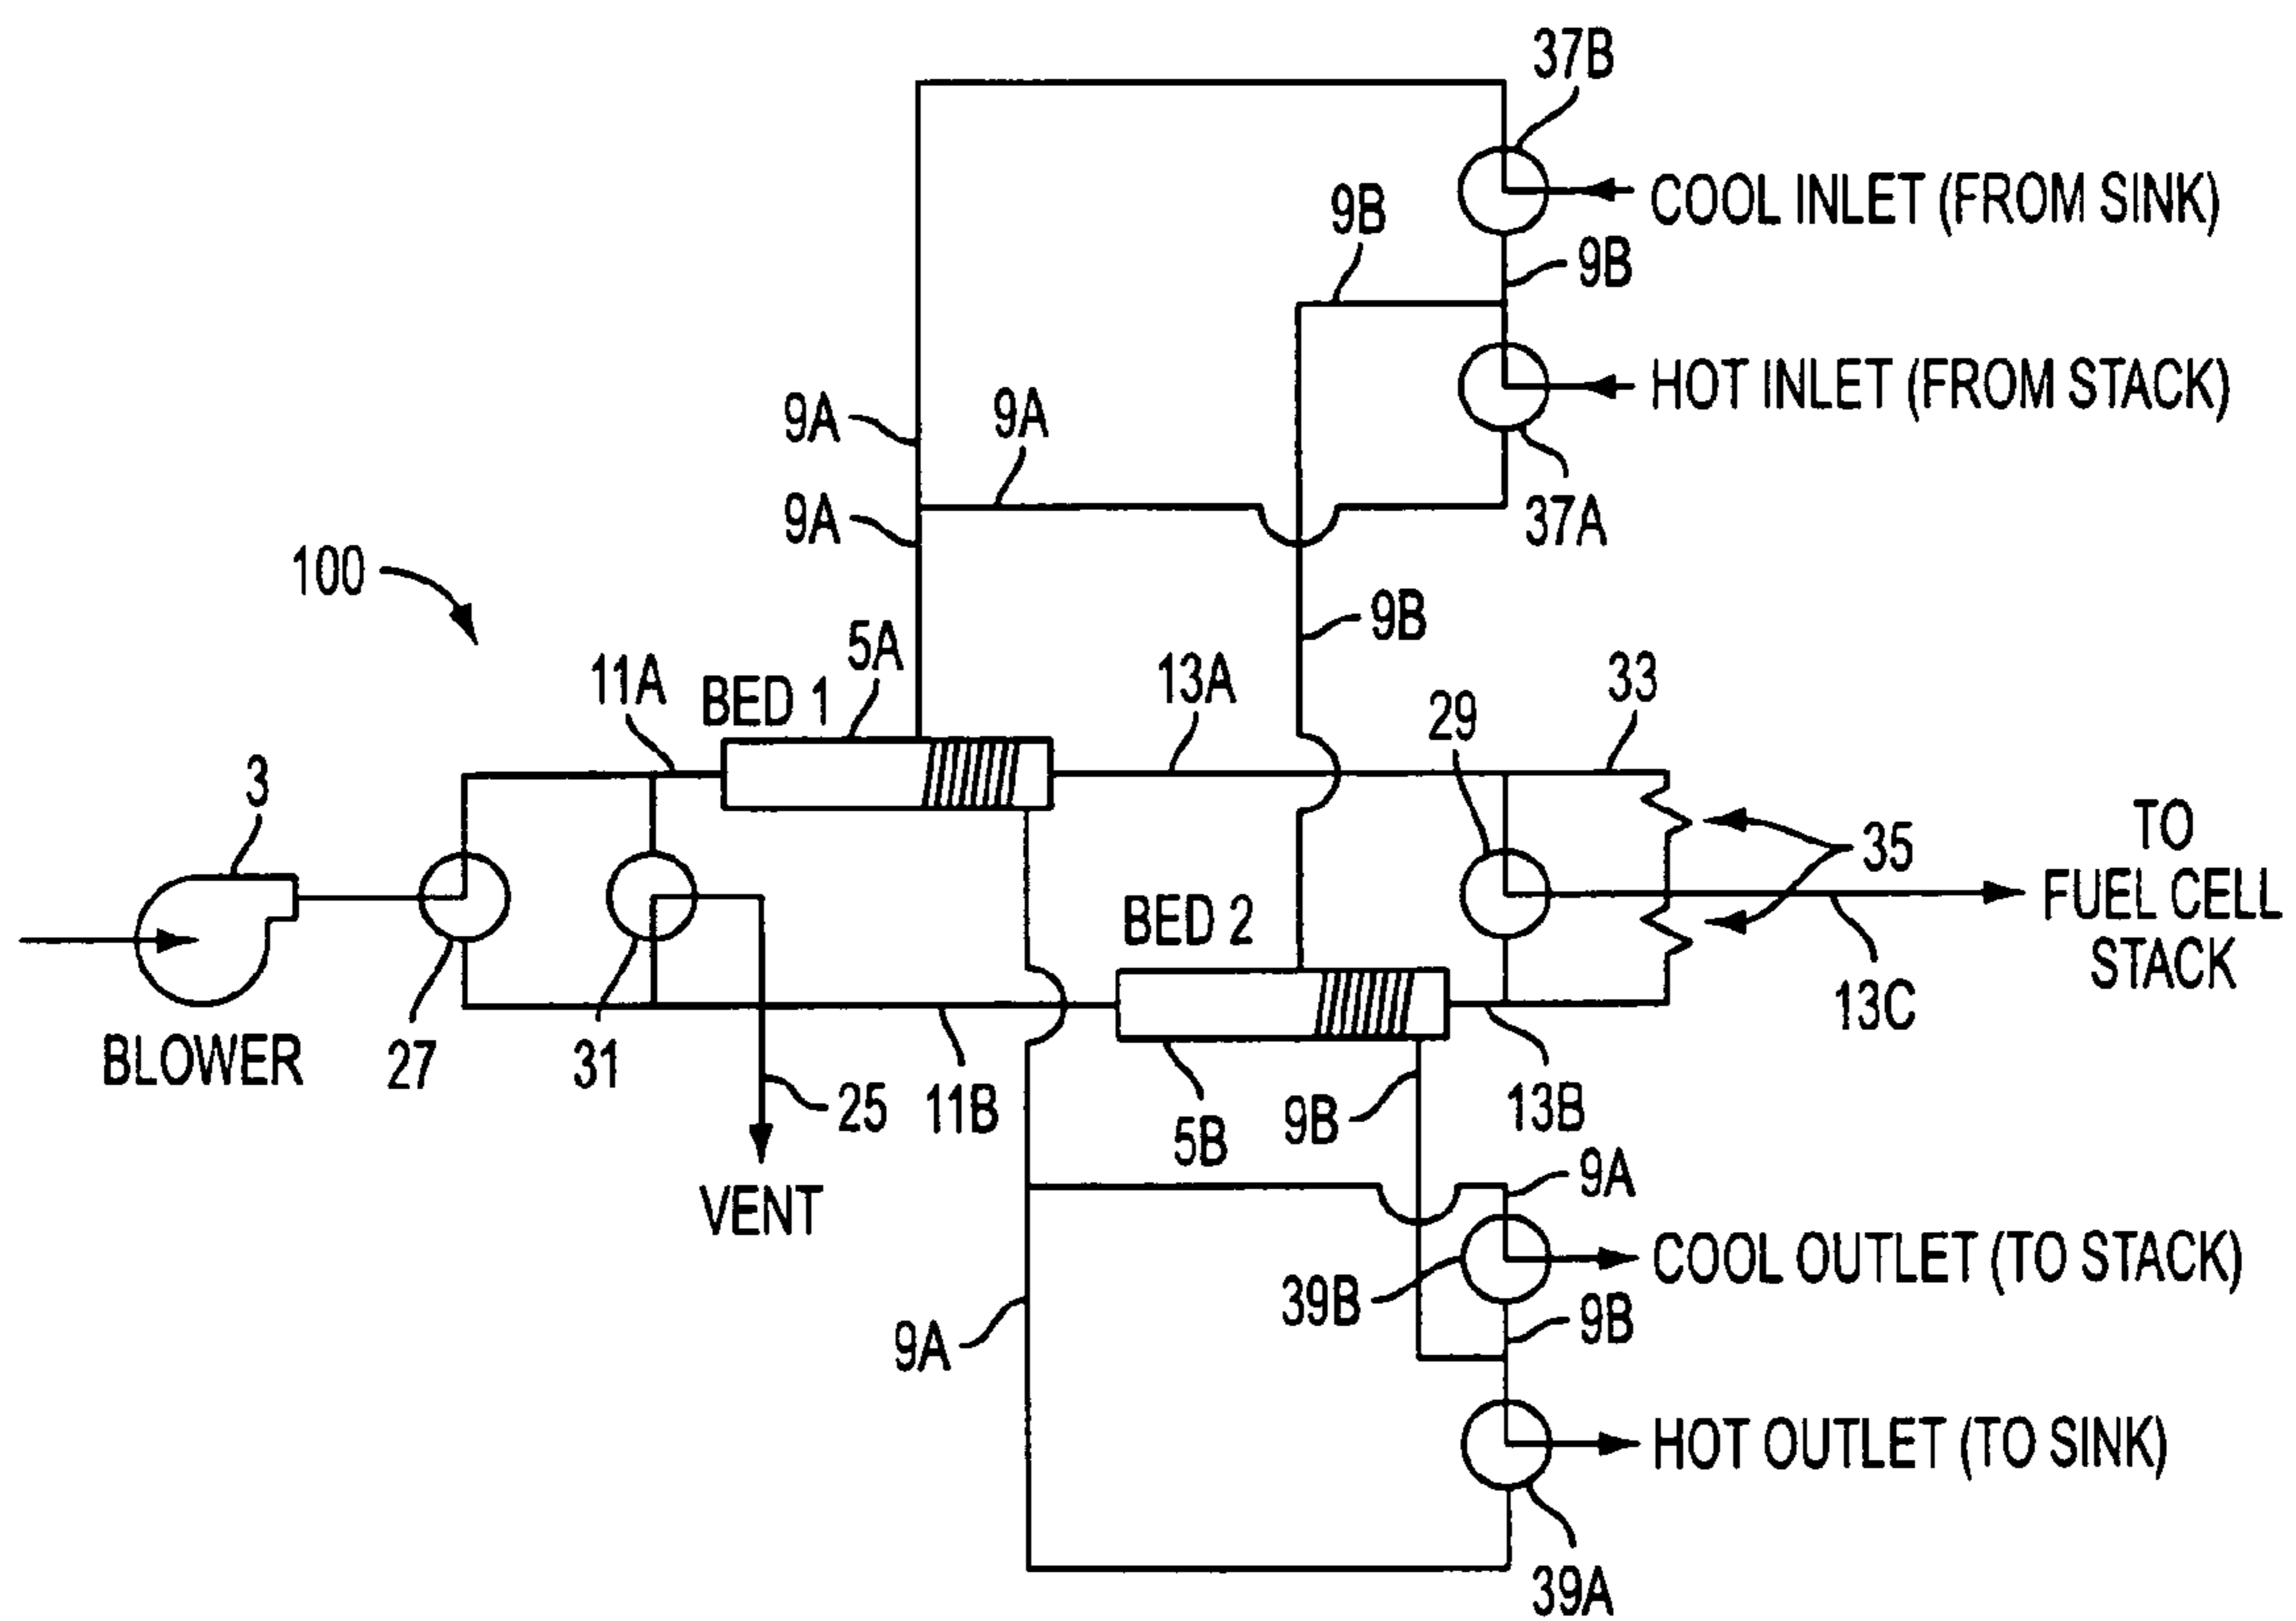 37B
COOL INLET (FROM SINK)
9B
9B
HOT INLET (FROM STACK)
9A
9A
9A
37A
100
9B
5A
11A
BED 1
13A
33
29
3
TO
FUEL CELL
STACK
35
BED 2
13C
BLOWER
27
31
25
11B
9B
13B
5B
VENT
9A
COOL OUTLET (TO STACK)
39B
9B
9A
HOT OUTLET (TO SINK)
39A